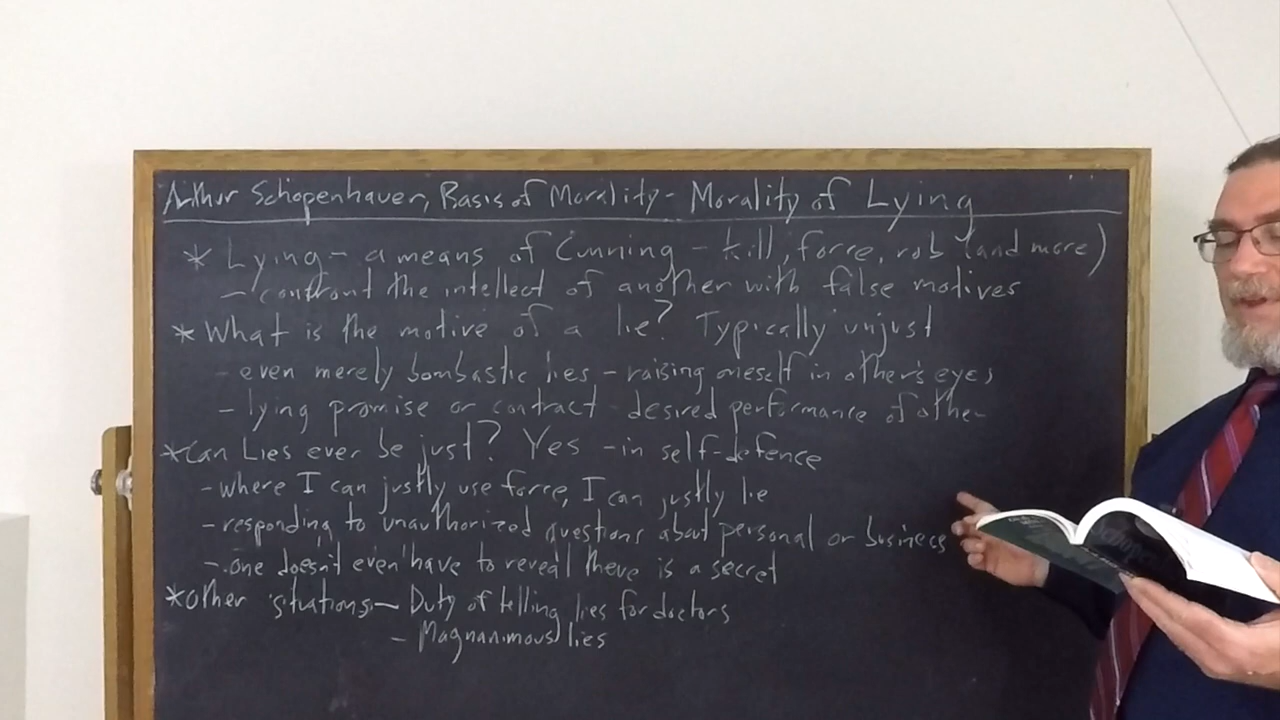 Arthur Schopenhauer, Basis of Morality - Morality of Lying
* Lying - a means of Cunning - kill, force, rob (and more)
- confront the intellect of another with false motives
* What is the motive of a lie? Typically unjust
- even merely bombastic lies - raising oneself in other's eyes
- lying promise or contract - desired performance of other
* Can Lies ever be just? Yes - in self-defence
- where I can justly use force, I can justly lie
- responding to unauthorized questions about personal or business
- one doesn't even have to reveal there is a secret
* Other situations - Duty of telling lies for doctors
- Magnanimous lies